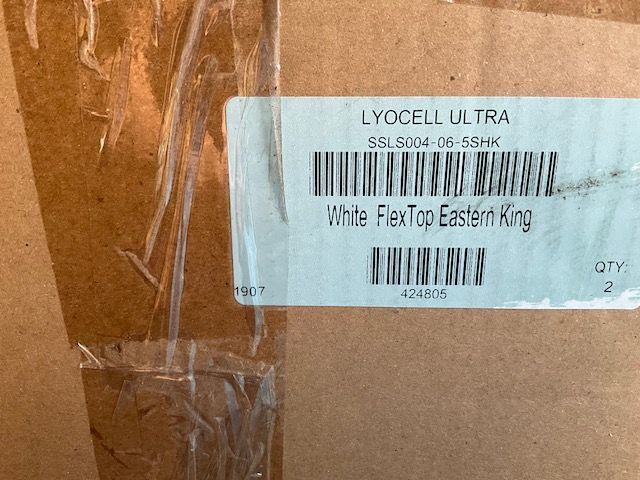 LYOCELL ULTRA
SSLS004-06-5SHK
White FlexTop Eastern King
QTY:
1907
424805
2